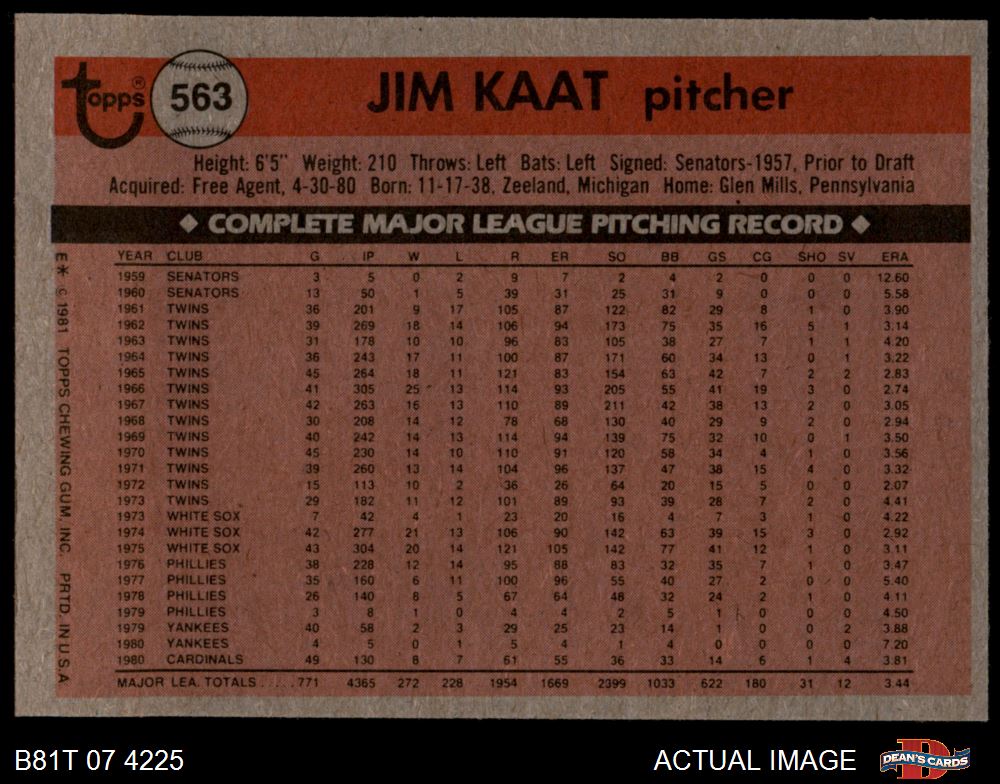 Topps® 563 JIM KAAT pitcher
Height: 6'5" Weight: 210 Throws: Left Bats: Left Signed: Senators-1957, Prior to Draft
Acquired: Free Agent, 4-30-80 Born: 11-17-38, Zeeland, Michigan Home: Glen Mills, Pennsylvania
◆ COMPLETE MAJOR LEAGUE PITCHING RECORD ◆
YEAR CLUB G IP W L R ER SO BB GS CG SHO SV ERA
1959 SENATORS 3 5 0 2 9 7 2 4 2 0 0 0 12.60
1960 SENATORS 13 50 1 5 39 31 25 31 9 0 0 0 5.58
1961 TWINS 36 201 9 17 105 87 122 82 29 8 1 0 3.90
1962 TWINS 39 269 18 14 106 94 173 75 35 16 5 1 3.14
1963 TWINS 31 178 10 10 96 83 105 38 27 7 1 1 4.20
1964 TWINS 36 243 17 11 100 87 171 60 34 13 0 1 3.22
1965 TWINS 45 264 18 11 121 83 154 63 42 7 2 2 2.83
1966 TWINS 41 305 25 13 114 93 205 55 41 19 3 0 2.74
1967 TWINS 42 263 16 13 110 89 211 42 38 13 2 0 3.05
1968 TWINS 30 208 14 12 78 68 130 40 29 9 2 0 2.94
1969 TWINS 40 242 14 13 114 94 139 75 32 10 0 1 3.50
1970 TWINS 45 230 14 10 110 91 120 58 34 4 1 0 3.56
1971 TWINS 39 260 13 14 104 96 137 47 38 15 4 0 3.32
1972 TWINS 15 113 10 2 36 26 64 20 15 5 0 0 2.07
1973 TWINS 29 182 11 12 101 89 93 39 28 7 2 0 4.41
1973 WHITE SOX 7 42 4 1 23 20 16 4 7 3 1 0 4.22
1974 WHITE SOX 42 277 21 13 106 90 142 63 39 15 3 0 2.92
1975 WHITE SOX 43 304 20 14 121 105 142 77 41 12 1 0 3.11
1976 PHILLIES 38 228 12 14 95 88 83 32 35 7 1 0 3.47
1977 PHILLIES 35 160 6 11 100 96 55 40 27 2 0 0 5.40
1978 PHILLIES 26 140 8 5 67 64 48 32 24 2 1 0 4.11
1979 PHILLIES 3 8 1 0 4 4 2 5 1 0 0 0 4.50
1979 YANKEES 40 58 2 3 29 25 23 14 1 0 0 2 3.88
1980 YANKEES 4 5 0 1 5 4 1 4 0 0 0 0 7.20
1980 CARDINALS 49 130 8 7 61 55 36 33 14 6 1 4 3.81
MAJOR LEA. TOTALS ..... 771 4365 272 228 1954 1669 2399 1033 622 180 31 12 3.44
E* © 1981 TOPPS CHEWING GUM, INC. PRTD. IN U.S.A.
B81T 07 4225 ACTUAL IMAGE DEAN'S CARDS